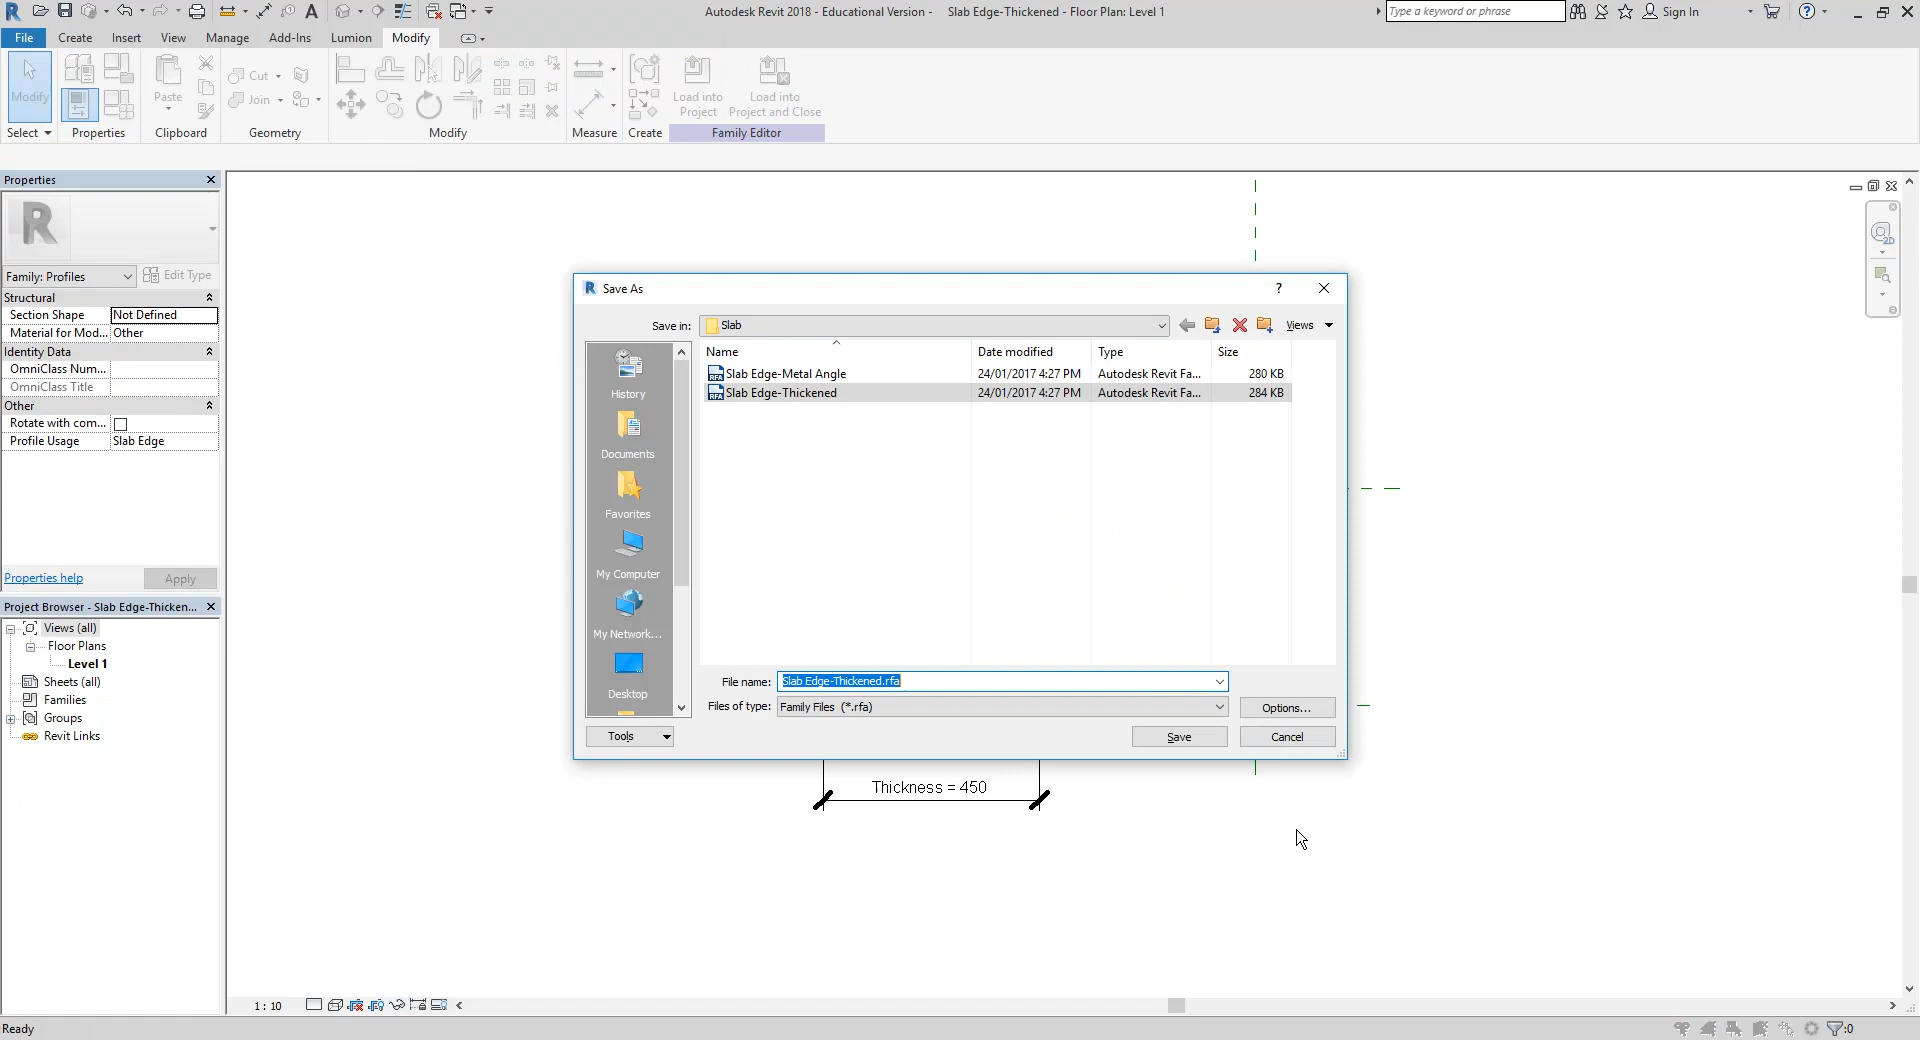 Autodesk Revit 2018 - Educational Version -    Slab Edge-Thickened - Floor Plan: Level 1
Type a keyword or phrase
Sign In
File
Create
Insert
View
Manage
Add-Ins
Lumion
Modify
Modify
Paste
Cut
Join
Load into
Project
Load into
Project and Close
Select
Properties
Clipboard
Geometry
Modify
Measure
Create
Family Editor
Properties
Family: Profiles
Edit Type
Structural
Section Shape Not Defined
Material for Mod... Other
Identity Data
OmniClass Num...
OmniClass Title
Other
Rotate with com...
Profile Usage Slab Edge
Properties help
Apply
Project Browser - Slab Edge-Thicken...
Views (all)
Floor Plans
Level 1
Sheets (all)
Families
Groups
Revit Links
2D
Save As
?
Save in: Slab
Views
History
Documents
Favorites
My Computer
My Network...
Desktop
Name Date modified Type Size
RFA Slab Edge-Metal Angle 24/01/2017 4:27 PM Autodesk Revit Fa... 280 KB
RFA Slab Edge-Thickened 24/01/2017 4:27 PM Autodesk Revit Fa... 284 KB
File name: Slab Edge-Thickened.rfa
Files of type: Family Files (*.rfa)
Options...
Tools
Save
Cancel
Thickness = 450
1 : 10
Ready
:0